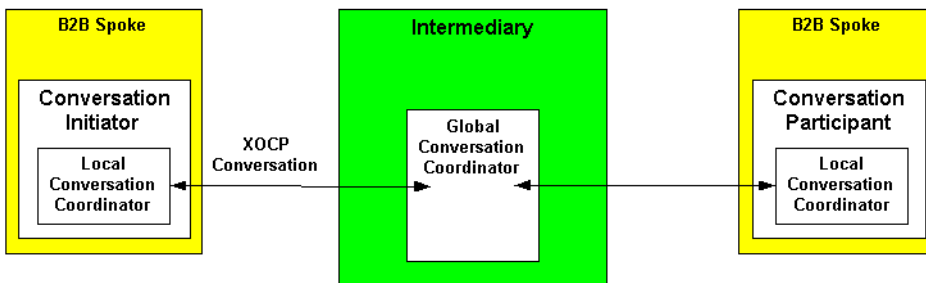 B2B Spoke
Conversation
Initiator
Local
Conversation
Coordinator
XOCP
Conversation
Intermediary
Global
Conversation
Coordinator
B2B Spoke
Conversation
Participant
Local
Conversation
Coordinator